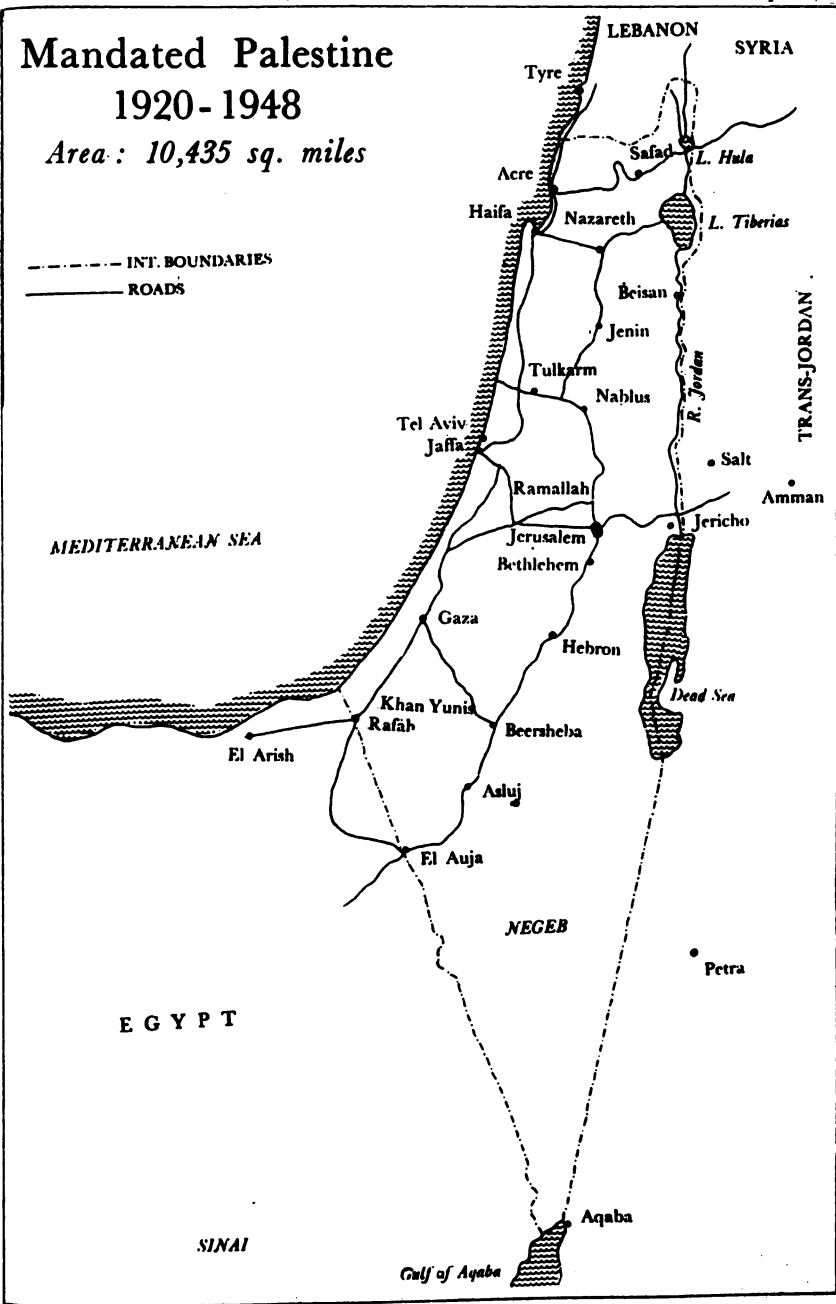 Mandated Palestine
1920-1948
Area: 10,435 sq. miles
INT. BOUNDARIES
ROADS
LEBANON
SYRIA
Tyre
Safad
L. Hula
Acre
Haifa
Nazareth
L. Tiberias
Beisan
Jenin
TRANS-JORDAN
R. Jordan
Tulkarm
Nablus
Tel Aviv
Jaffa
Salt
Ramallah
Amman
Jericho
Jerusalem
MEDITERRANEAN SEA
Bethlehem
Gaza
Hebron
Dead Sea
Khan Yunis
Rafah
Beersheba
El Arish
Asluj
El Auja
NEGEB
Petra
EGYPT
Aqaba
SINAI
Gulf of Aqaba